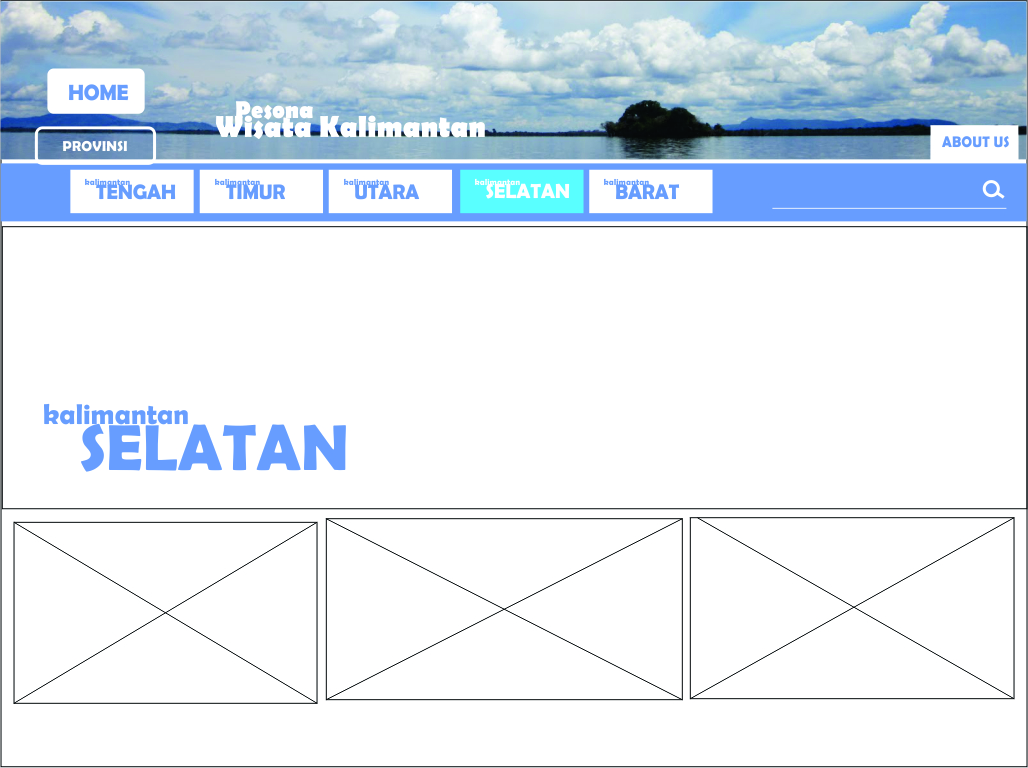 HOME
Pesona
Wisata Kalimantan
PROVINSI
ABOUT US
kalimantan
TENGAH
kalimantan
TIMUR
kalimantan
UTARA
kalimantan
SELATAN
kalimantan
BARAT
kalimantan
SELATAN